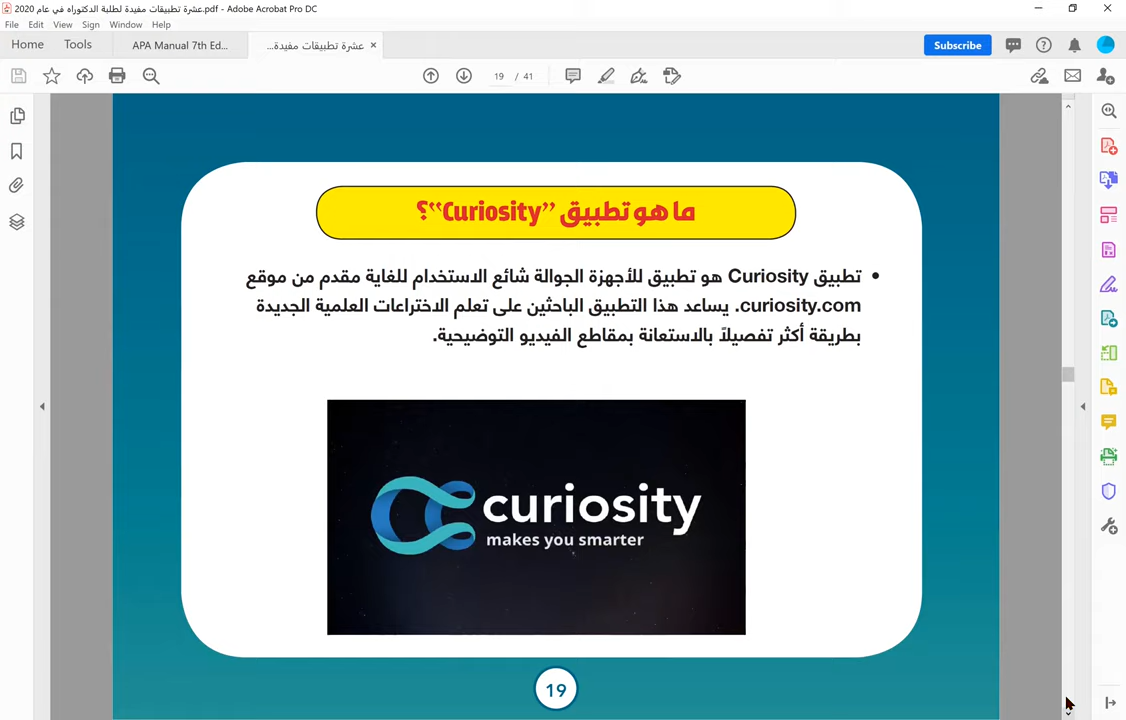 عشرة تطبيقات مفيدة لطلبة الدكتوراه في عام 2020.pdf - Adobe Acrobat Pro DC
File Edit View Sign Window Help
Home Tools APA Manual 7th Ed... عشرة تطبيقات مفيدة... × Subscribe
19 / 41
ما هو تطبيق “Curiosity”؟
• تطبيق Curiosity هو تطبيق للأجهزة الجوالة شائع الاستخدام للغاية مقدم من موقع
curiosity.com. يساعد هذا التطبيق الباحثين على تعلم الاختراعات العلمية الجديدة
بطريقة أكثر تفصيلاً بالاستعانة بمقاطع الفيديو التوضيحية.
curiosity
makes you smarter
19